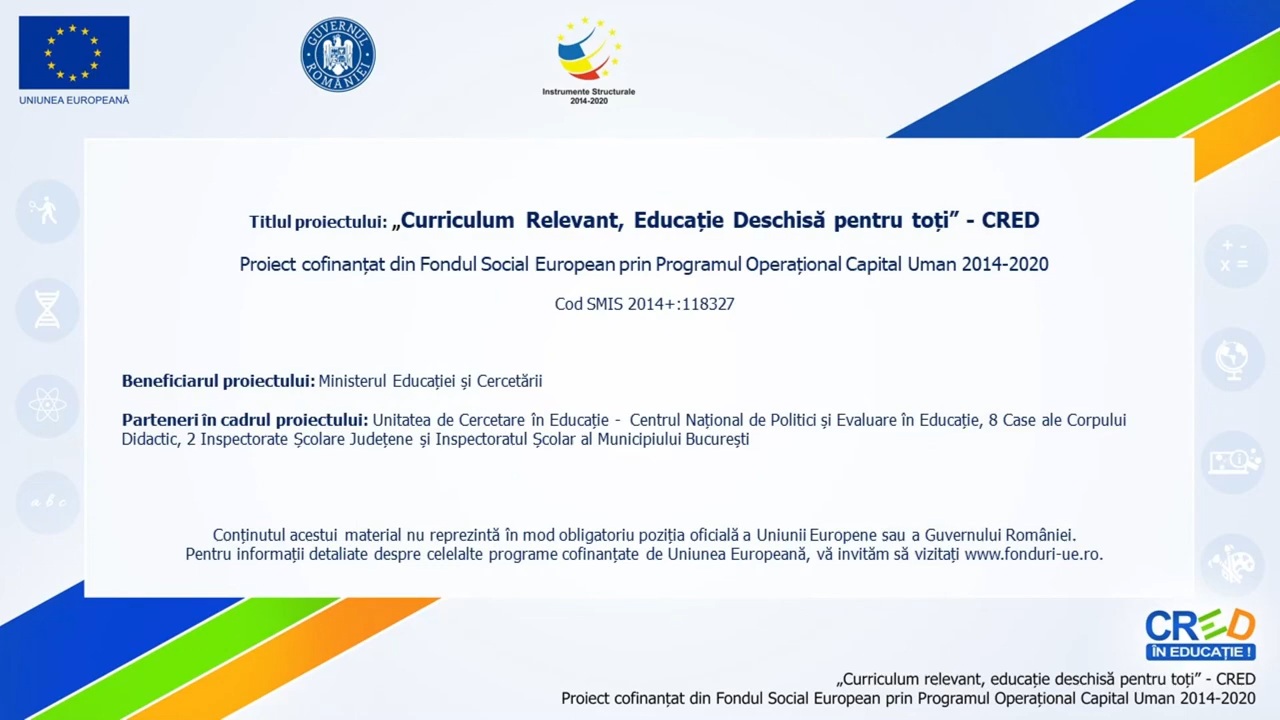 UNIUNEA EUROPEANĂ
GUVERNUL ROMÂNIEI
Instrumente Structurale
2014-2020
Titlul proiectului: „Curriculum Relevant, Educație Deschisă pentru toți” - CRED
Proiect cofinanțat din Fondul Social European prin Programul Operațional Capital Uman 2014-2020
Cod SMIS 2014+:118327
Beneficiarul proiectului: Ministerul Educației și Cercetării
Parteneri în cadrul proiectului: Unitatea de Cercetare în Educație - Centrul Național de Politici și Evaluare în Educație, 8 Case ale Corpului
Didactic, 2 Inspectorate Școlare Județene și Inspectoratul Școlar al Municipiului București
Conținutul acestui material nu reprezintă în mod obligatoriu poziția oficială a Uniunii Europene sau a Guvernului României.
Pentru informații detaliate despre celelalte programe cofinanțate de Uniunea Europeană, vă invităm să vizitați www.fonduri-ue.ro.
+ -
x =
a b c
CRED
ÎN EDUCAȚIE !
„Curriculum relevant, educație deschisă pentru toți” - CRED
Proiect cofinanțat din Fondul Social European prin Programul Operațional Capital Uman 2014-2020